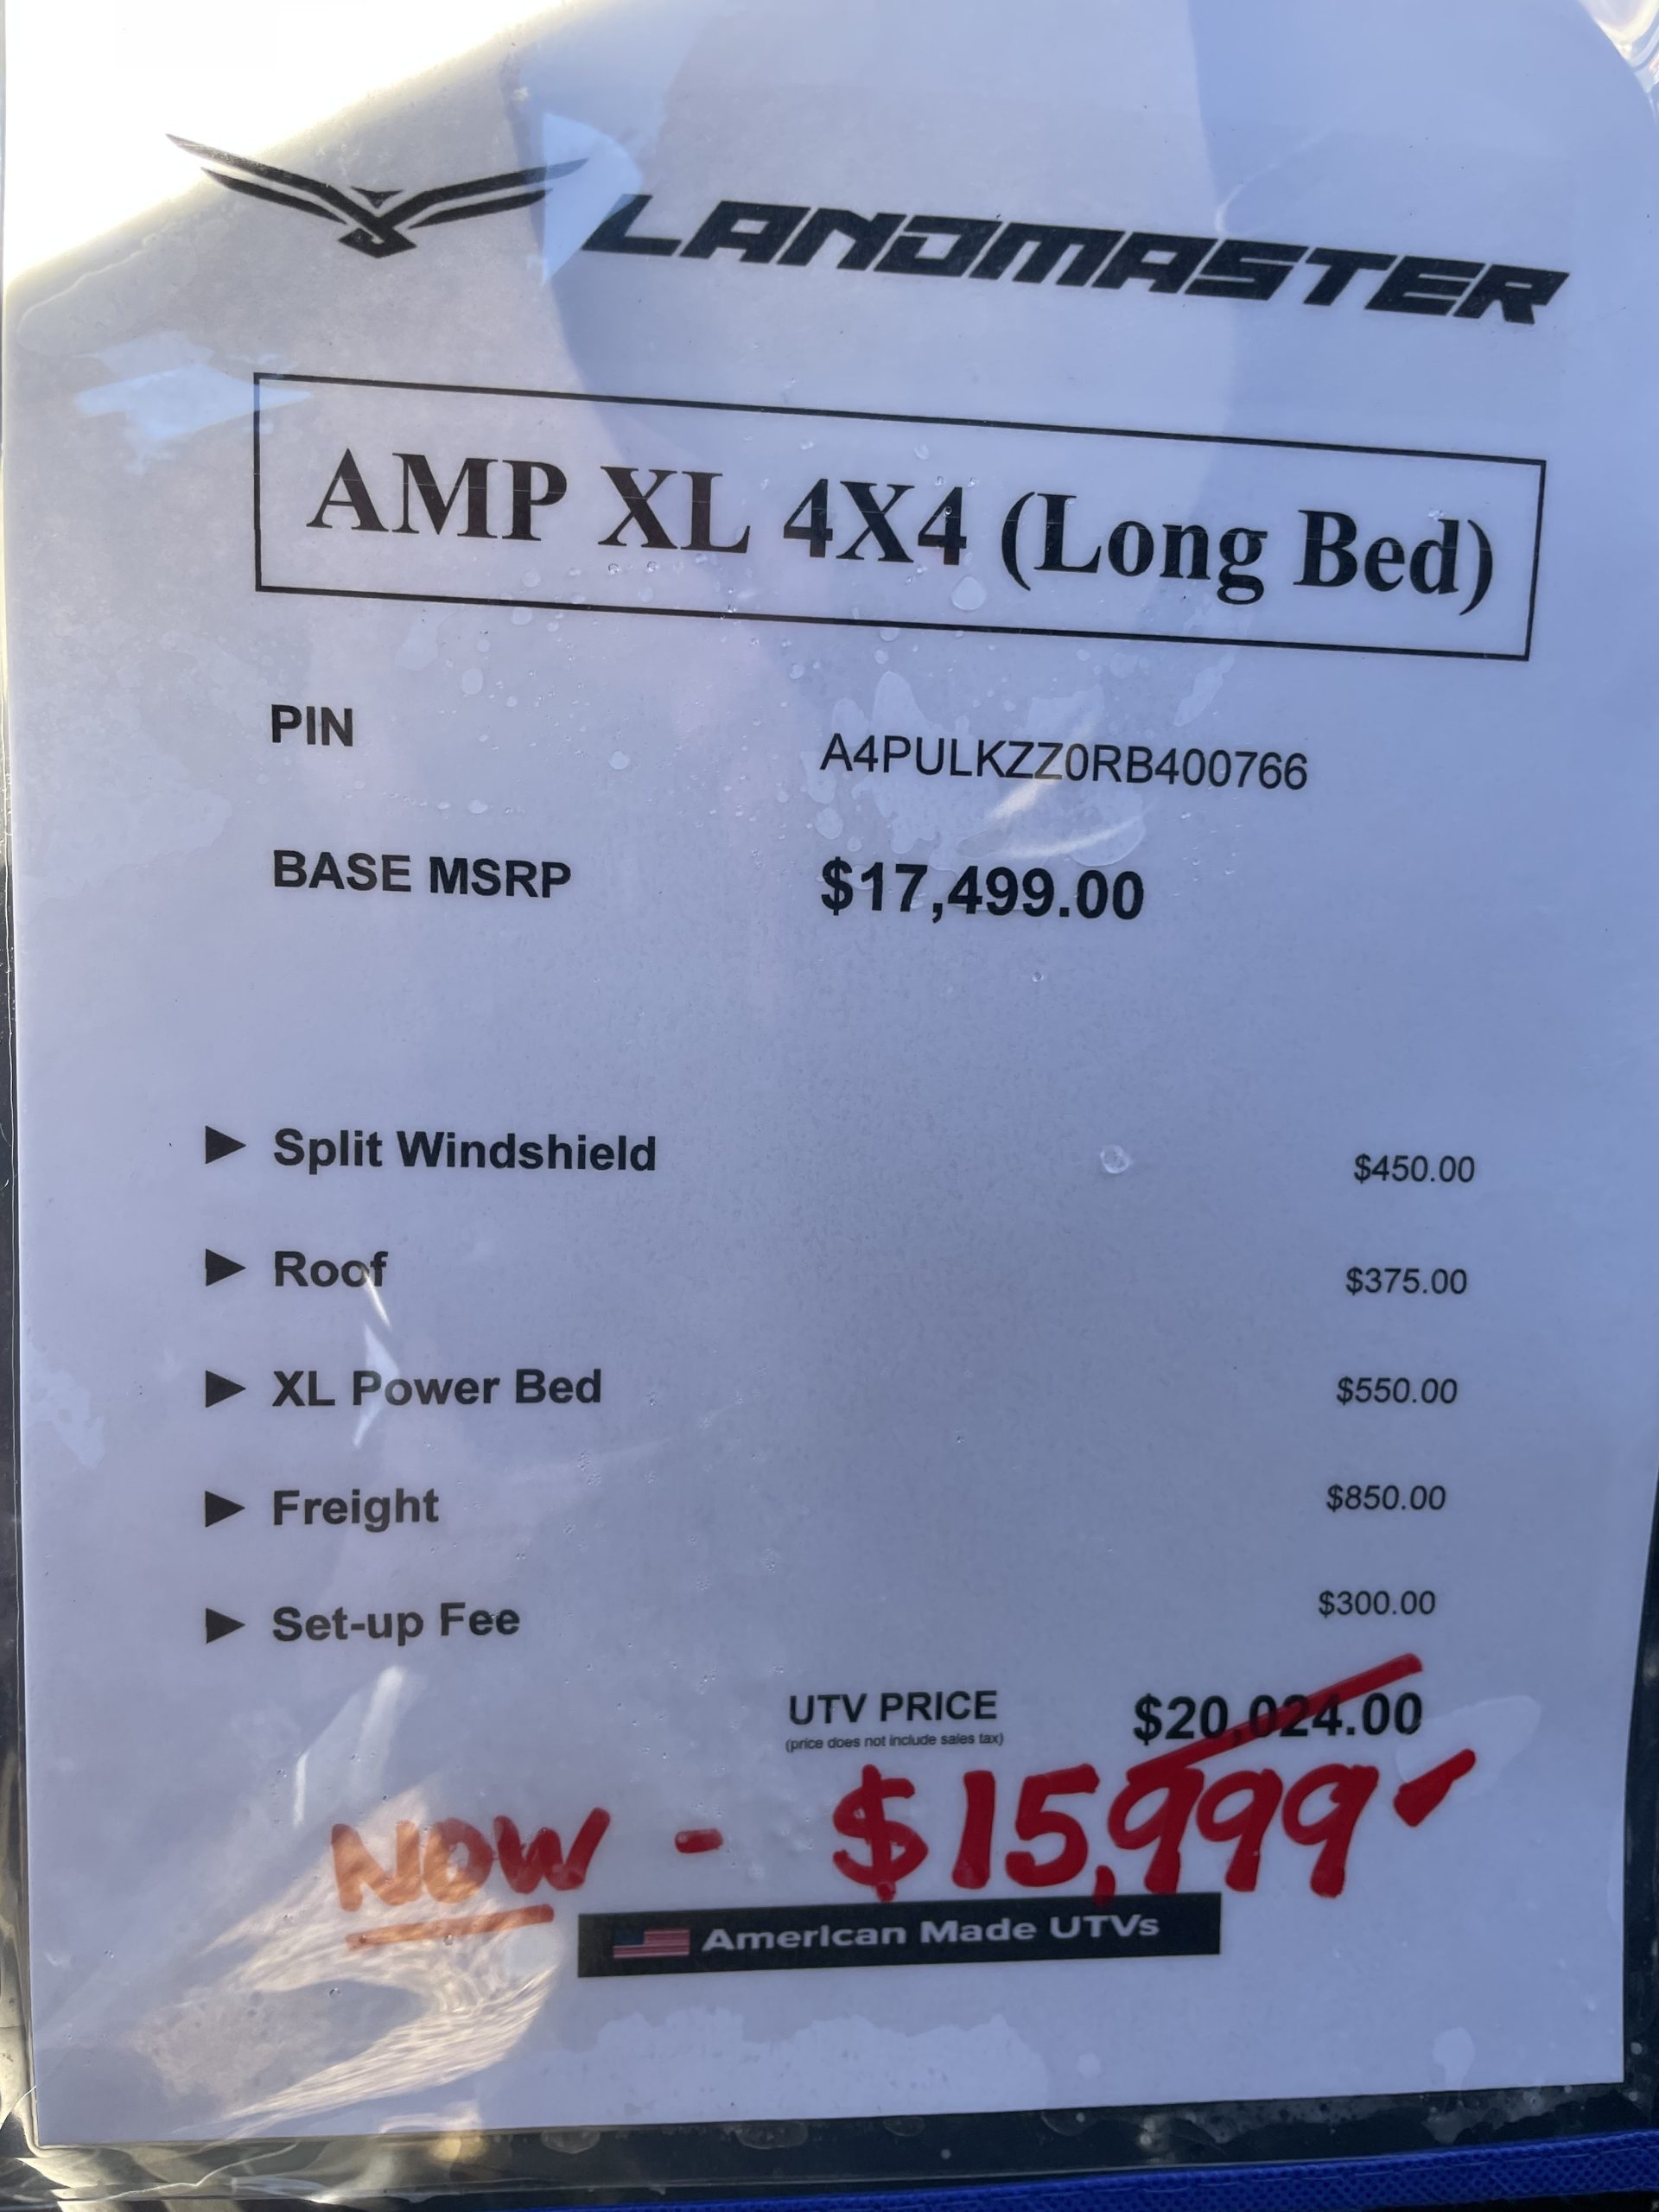 LANDMASTER
AMP XL 4X4 (Long Bed)
PIN A4PULKZZ0RB400766
BASE MSRP $17,499.00
► Split Windshield $450.00
► Roof $375.00
► XL Power Bed $550.00
► Freight $850.00
► Set-up Fee $300.00
UTV PRICE $20,024.00
(price does not include sales tax)
NOW - $15,999
American Made UTVs